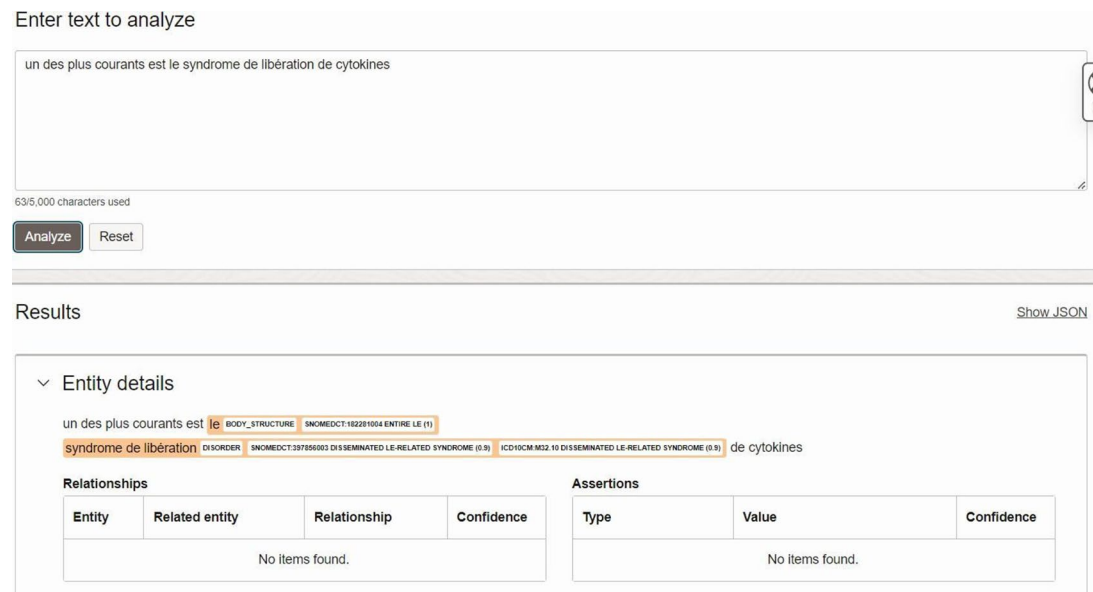 Enter text to analyze
un des plus courants est le syndrome de libération de cytokines
63/5,000 characters used
Analyze Reset
Results Show JSON
Entity details
un des plus courants est le BODY_STRUCTURE SNOMEDCT:182281004 ENTIRE LE (1)
syndrome de libération DISORDER SNOMEDCT:397856003 DISSEMINATED LE-RELATED SYNDROME (0.9) ICD10CM:M32.10 DISSEMINATED LE-RELATED SYNDROME (0.9) de cytokines
Relationships Assertions
Entity Related entity Relationship Confidence Type Value Confidence
No items found. No items found.